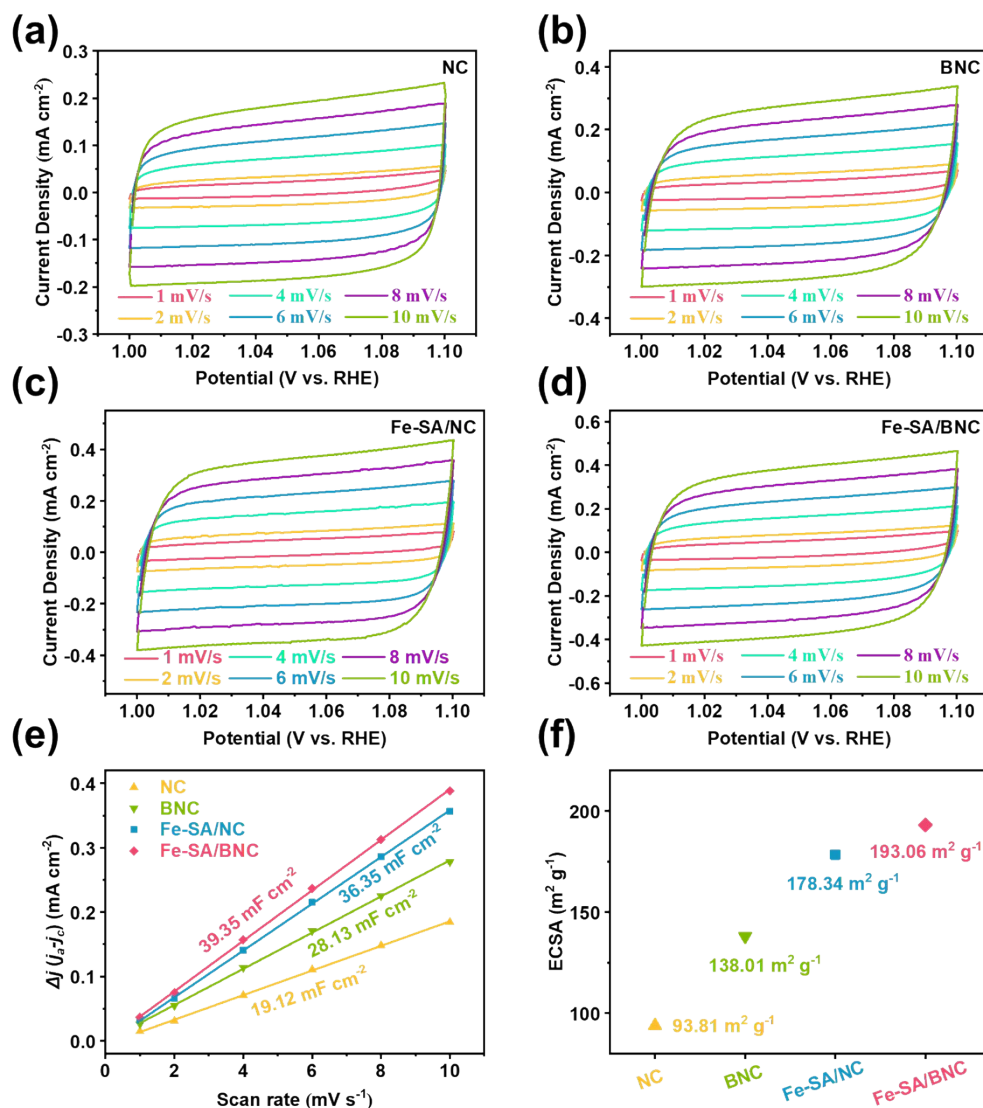 (a)
NC
0.3
0.2
0.1
0.0
-0.1
-0.2
-0.3
Current Density (mA cm⁻²)
1 mV/s 4 mV/s 8 mV/s
2 mV/s 6 mV/s 10 mV/s
1.00 1.02 1.04 1.06 1.08 1.10
Potential (V vs. RHE)
(b)
BNC
0.4
0.2
0.0
-0.2
-0.4
Current Density (mA cm⁻²)
1 mV/s 4 mV/s 8 mV/s
2 mV/s 6 mV/s 10 mV/s
1.00 1.02 1.04 1.06 1.08 1.10
Potential (V vs. RHE)
(c)
Fe-SA/NC
0.4
0.2
0.0
-0.2
-0.4
Current Density (mA cm⁻²)
1 mV/s 4 mV/s 8 mV/s
2 mV/s 6 mV/s 10 mV/s
1.00 1.02 1.04 1.06 1.08 1.10
Potential (V vs. RHE)
(d)
Fe-SA/BNC
0.6
0.4
0.2
0.0
-0.2
-0.4
-0.6
Current Density (mA cm⁻²)
1 mV/s 4 mV/s 8 mV/s
2 mV/s 6 mV/s 10 mV/s
1.00 1.02 1.04 1.06 1.08 1.10
Potential (V vs. RHE)
(e)
0.4
0.3
0.2
0.1
0.0
Δj (jₐ-j꜀) (mA cm⁻²)
NC
BNC
Fe-SA/NC
Fe-SA/BNC
39.35 mF cm⁻²
36.35 mF cm⁻²
28.13 mF cm⁻²
19.12 mF cm⁻²
0 2 4 6 8 10
Scan rate (mV s⁻¹)
(f)
200
150
100
ECSA (m² g⁻¹)
193.06 m² g⁻¹
178.34 m² g⁻¹
138.01 m² g⁻¹
93.81 m² g⁻¹
NC BNC Fe-SA/NC Fe-SA/BNC